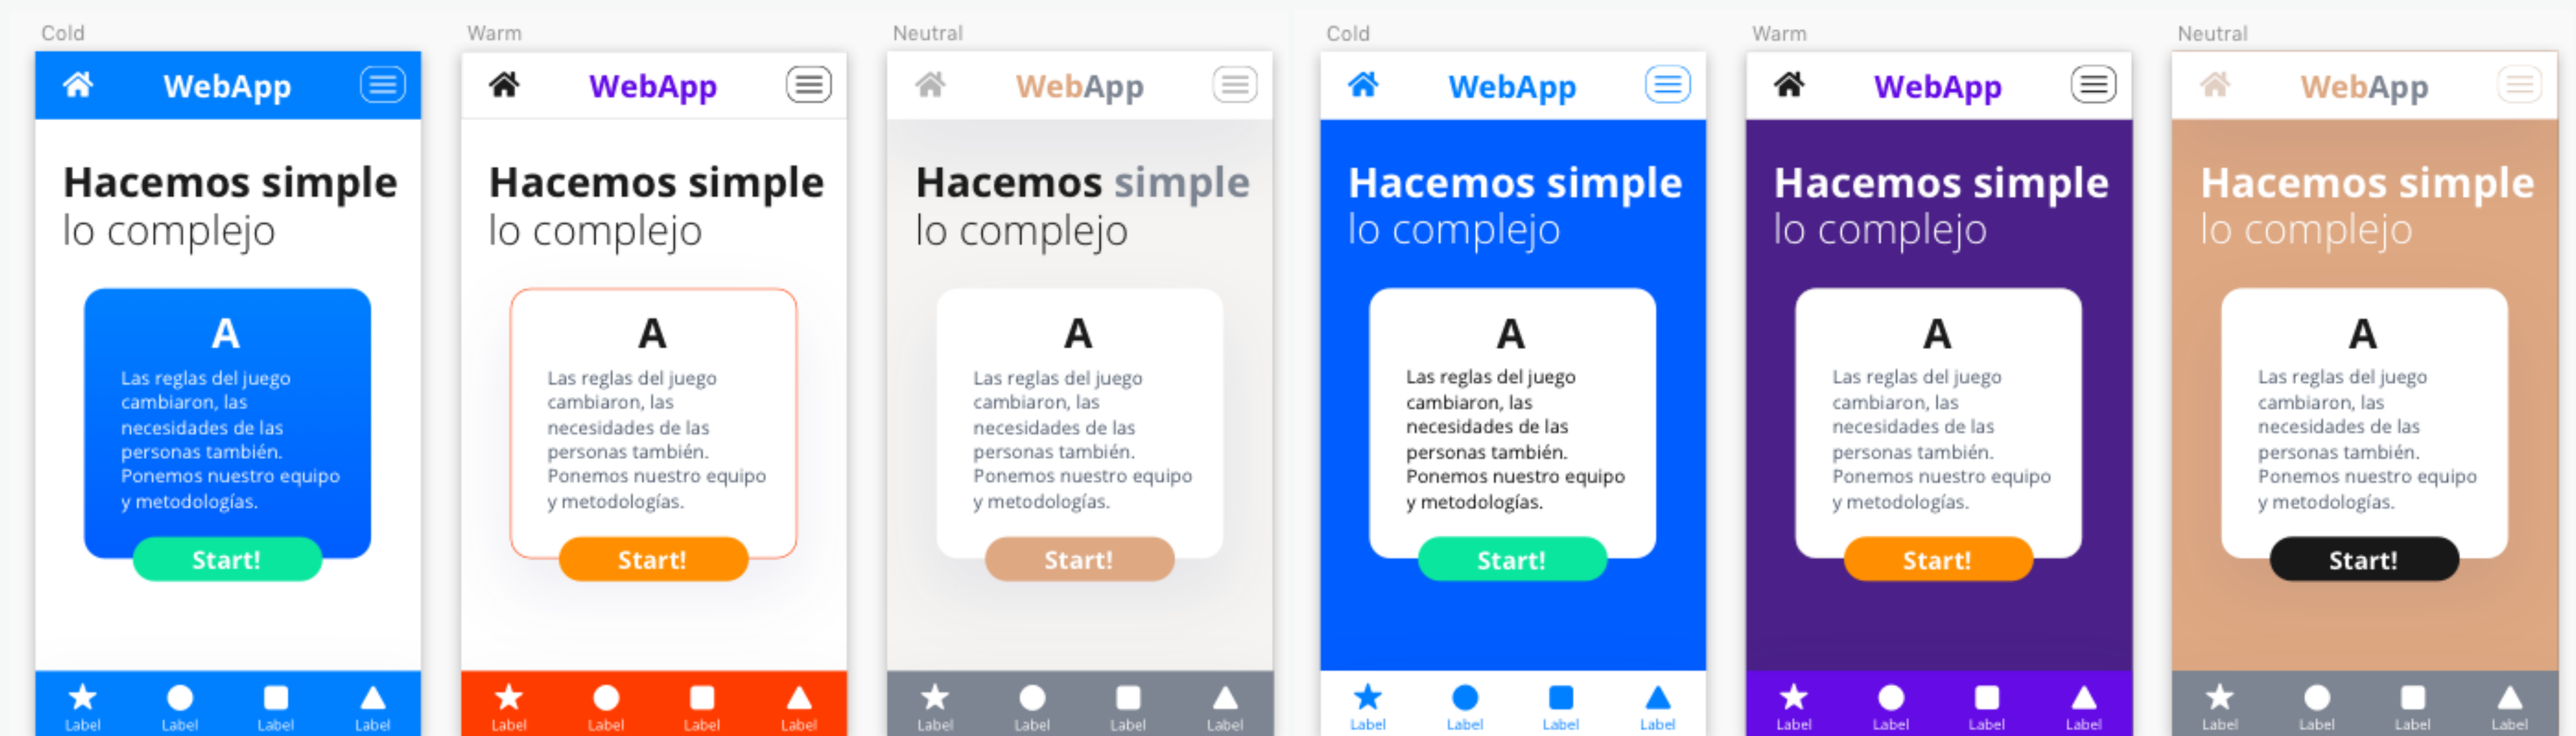 Cold
WebApp
Hacemos simple
lo complejo
A
Las reglas del juego
cambiaron, las
necesidades de las
personas también.
Ponemos nuestro equipo
y metodologías.
Start!
Label Label Label Label
Warm
WebApp
Hacemos simple
lo complejo
A
Las reglas del juego
cambiaron, las
necesidades de las
personas también.
Ponemos nuestro equipo
y metodologías.
Start!
Label Label Label Label
Neutral
WebApp
Hacemos simple
lo complejo
A
Las reglas del juego
cambiaron, las
necesidades de las
personas también.
Ponemos nuestro equipo
y metodologías.
Start!
Label Label Label Label
Cold
WebApp
Hacemos simple
lo complejo
A
Las reglas del juego
cambiaron, las
necesidades de las
personas también.
Ponemos nuestro equipo
y metodologías.
Start!
Label Label Label Label
Warm
WebApp
Hacemos simple
lo complejo
A
Las reglas del juego
cambiaron, las
necesidades de las
personas también.
Ponemos nuestro equipo
y metodologías.
Start!
Label Label Label Label
Neutral
WebApp
Hacemos simple
lo complejo
A
Las reglas del juego
cambiaron, las
necesidades de las
personas también.
Ponemos nuestro equipo
y metodologías.
Start!
Label Label Label Label